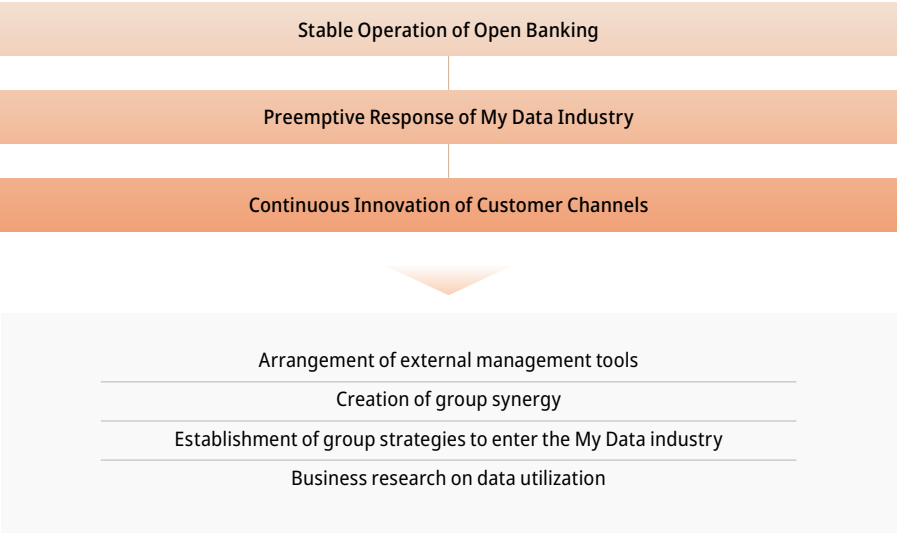 Stable Operation of Open Banking
Preemptive Response of My Data Industry
Continuous Innovation of Customer Channels
Arrangement of external management tools
Creation of group synergy
Establishment of group strategies to enter the My Data industry
Business research on data utilization